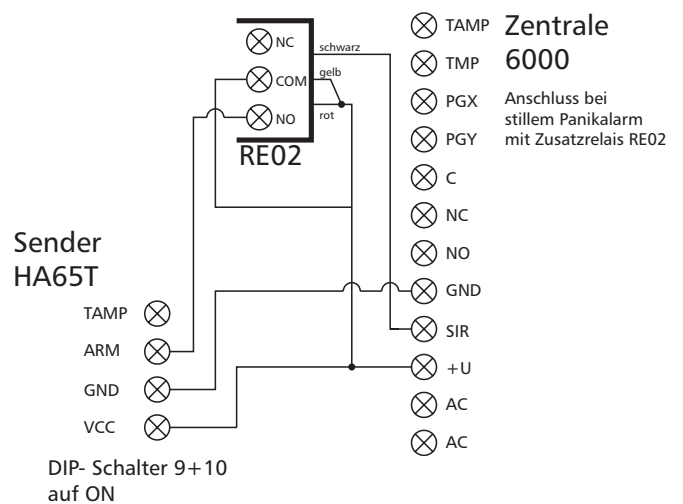 NC
schwarz
COM
gelb
NO
rot
RE02
TAMP
TMP
PGX
PGY
C
NC
NO
GND
SIR
+U
AC
AC
Zentrale
6000
Anschluss bei
stillem Panikalarm
mit Zusatzrelais RE02
Sender
HA65T
TAMP
ARM
GND
VCC
DIP- Schalter 9+10
auf ON